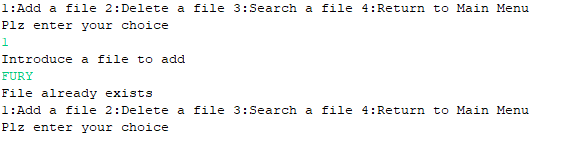 1:Add a file 2:Delete a file 3:Search a file 4:Return to Main Menu
Plz enter your choice
1
Introduce a file to add
FURY
File already exists
1:Add a file 2:Delete a file 3:Search a file 4:Return to Main Menu
Plz enter your choice